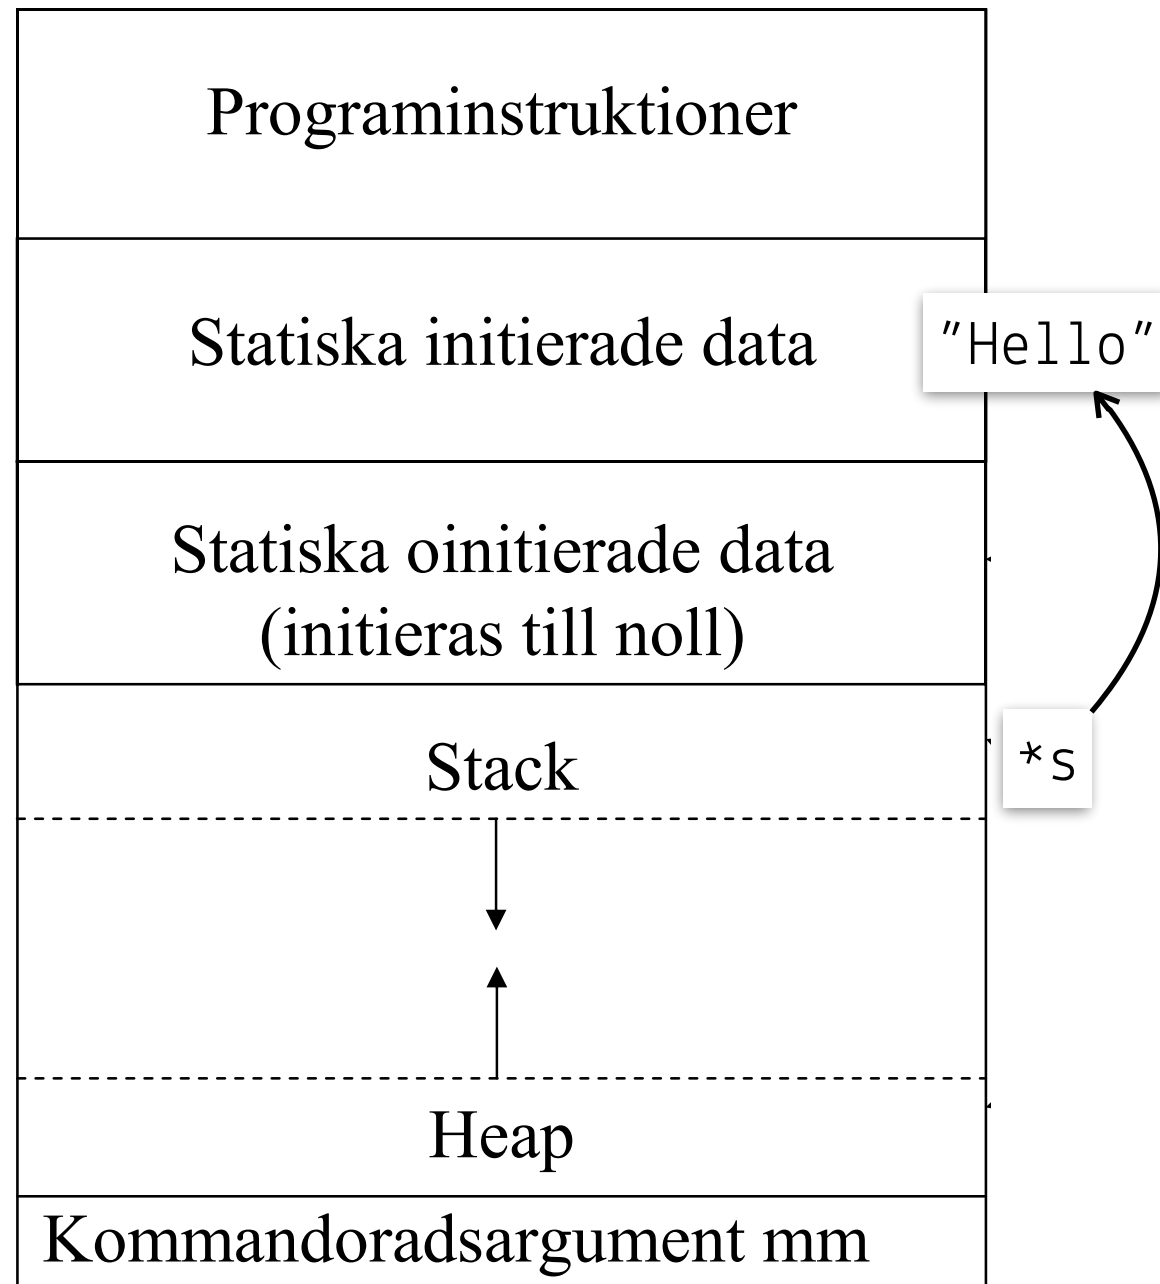 Programinstruktioner
Statiska initierade data
"Hello"
Statiska oinitierade data
(initieras till noll)
Stack
*s
Heap
Kommandoradsargument mm